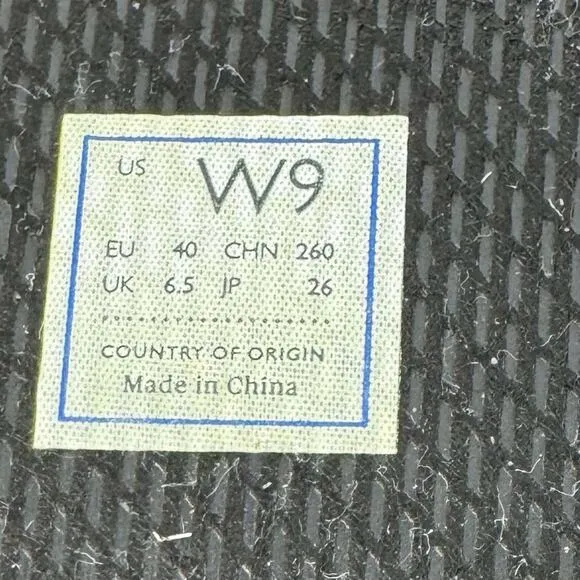 US W9
EU 40 CHN 260
UK 6.5 JP 26
COUNTRY OF ORIGIN
Made in China